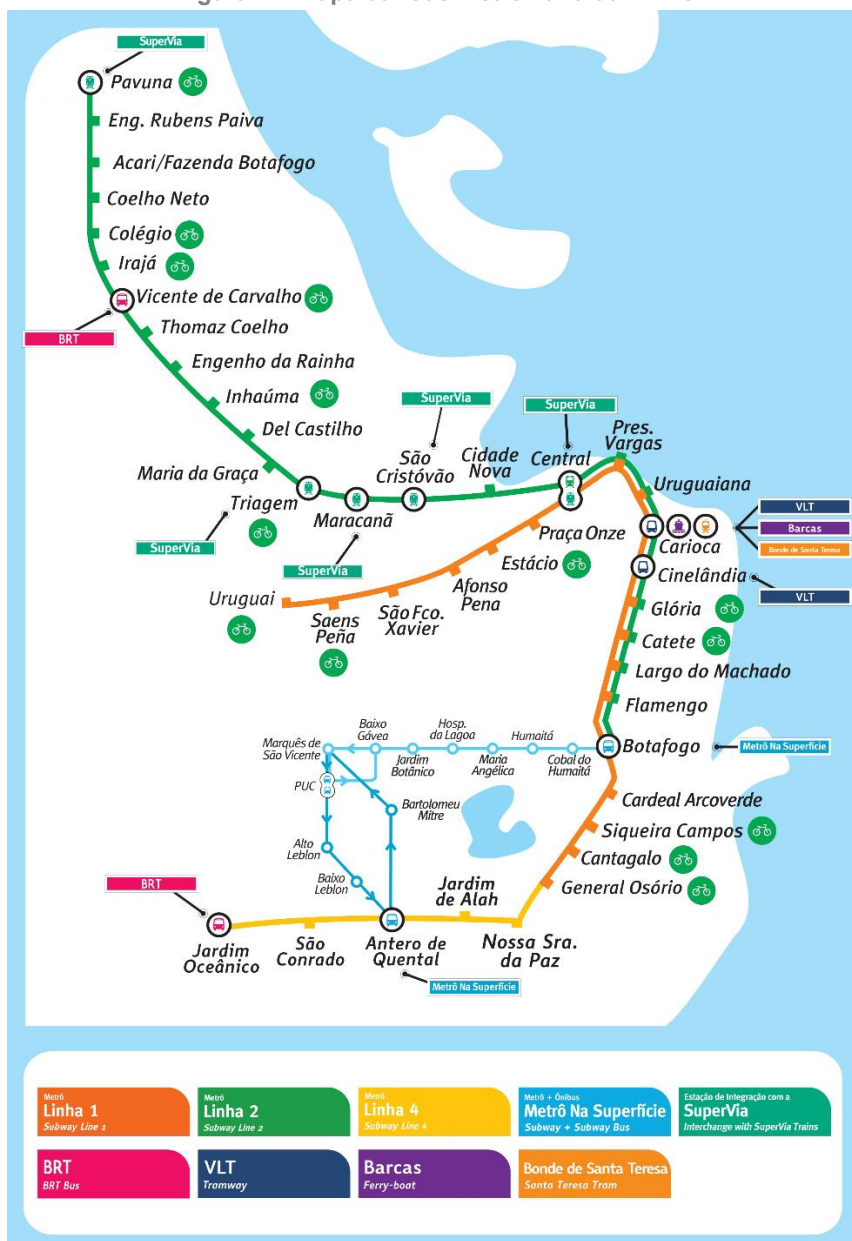 SuperVia
Pavuna
Eng. Rubens Paiva
Acari/Fazenda Botafogo
Coelho Neto
Colégio
Irajá
Vicente de Carvalho
BRT
Thomaz Coelho
Engenho da Rainha
Inhaúma
Del Castilho
Maria da Graça
Triagem
SuperVia
Maracanã
SuperVia
São
Cristóvão
SuperVia
Cidade
Nova
Central
SuperVia
Pres.
Vargas
Uruguaiana
Carioca
VLT
Barcas
Bonde de Santa Teresa
Cinelândia
VLT
Praça Onze
Estácio
Afonso
Pena
São Fco.
Xavier
Saens
Peña
Uruguai
Glória
Catete
Largo do Machado
Flamengo
Botafogo
Metrô Na Superfície
Cobal do
Humaitá
Humaitá
Maria
Angélica
Hosp.
da Lagoa
Jardim
Botânico
Baixo
Gávea
Marquês de
São Vicente
PUC
Bartolomeu
Mitre
Alto
Leblon
Baixo
Leblon
Cardeal Arcoverde
Siqueira Campos
Cantagalo
General Osório
Nossa Sra.
da Paz
Jardim
de Alah
Antero de
Quental
Metrô Na Superfície
São
Conrado
Jardim
Oceânico
BRT
Metrô
Linha 1
Subway Line 1
Metrô
Linha 2
Subway Line 2
Metrô
Linha 4
Subway Line 4
Metrô + Ônibus
Metrô Na Superfície
Subway + Subway Bus
Estação de Integração com a
SuperVia
Interchange with SuperVia Trains
BRT
BRT Bus
VLT
Tramway
Barcas
Ferry-boat
Bonde de Santa Teresa
Santa Teresa Tram